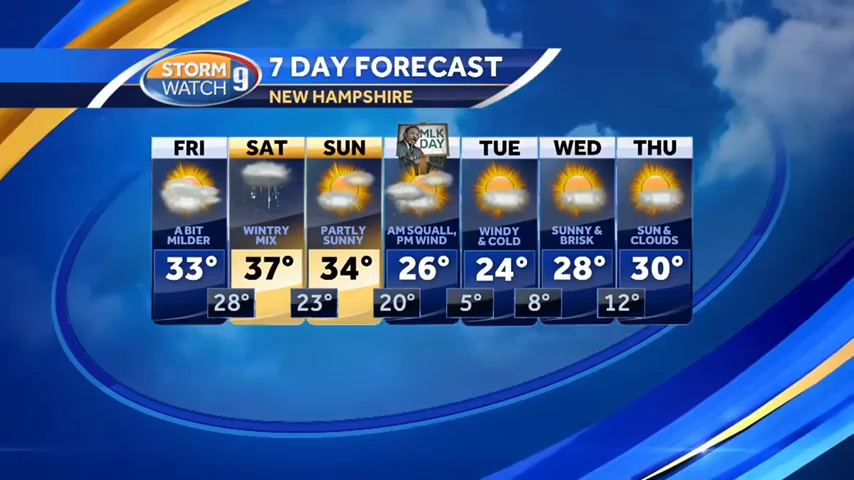 STORM
WATCH 9
7 DAY FORECAST
NEW HAMPSHIRE
FRI
SAT
SUN
MLK
DAY
TUE
WED
THU
A BIT
MILDER
WINTRY
MIX
PARTLY
SUNNY
AM SQUALL,
PM WIND
WINDY
& COLD
SUNNY &
BRISK
SUN &
CLOUDS
33° 37° 34° 26° 24° 28° 30°
28° 23° 20° 5° 8° 12°